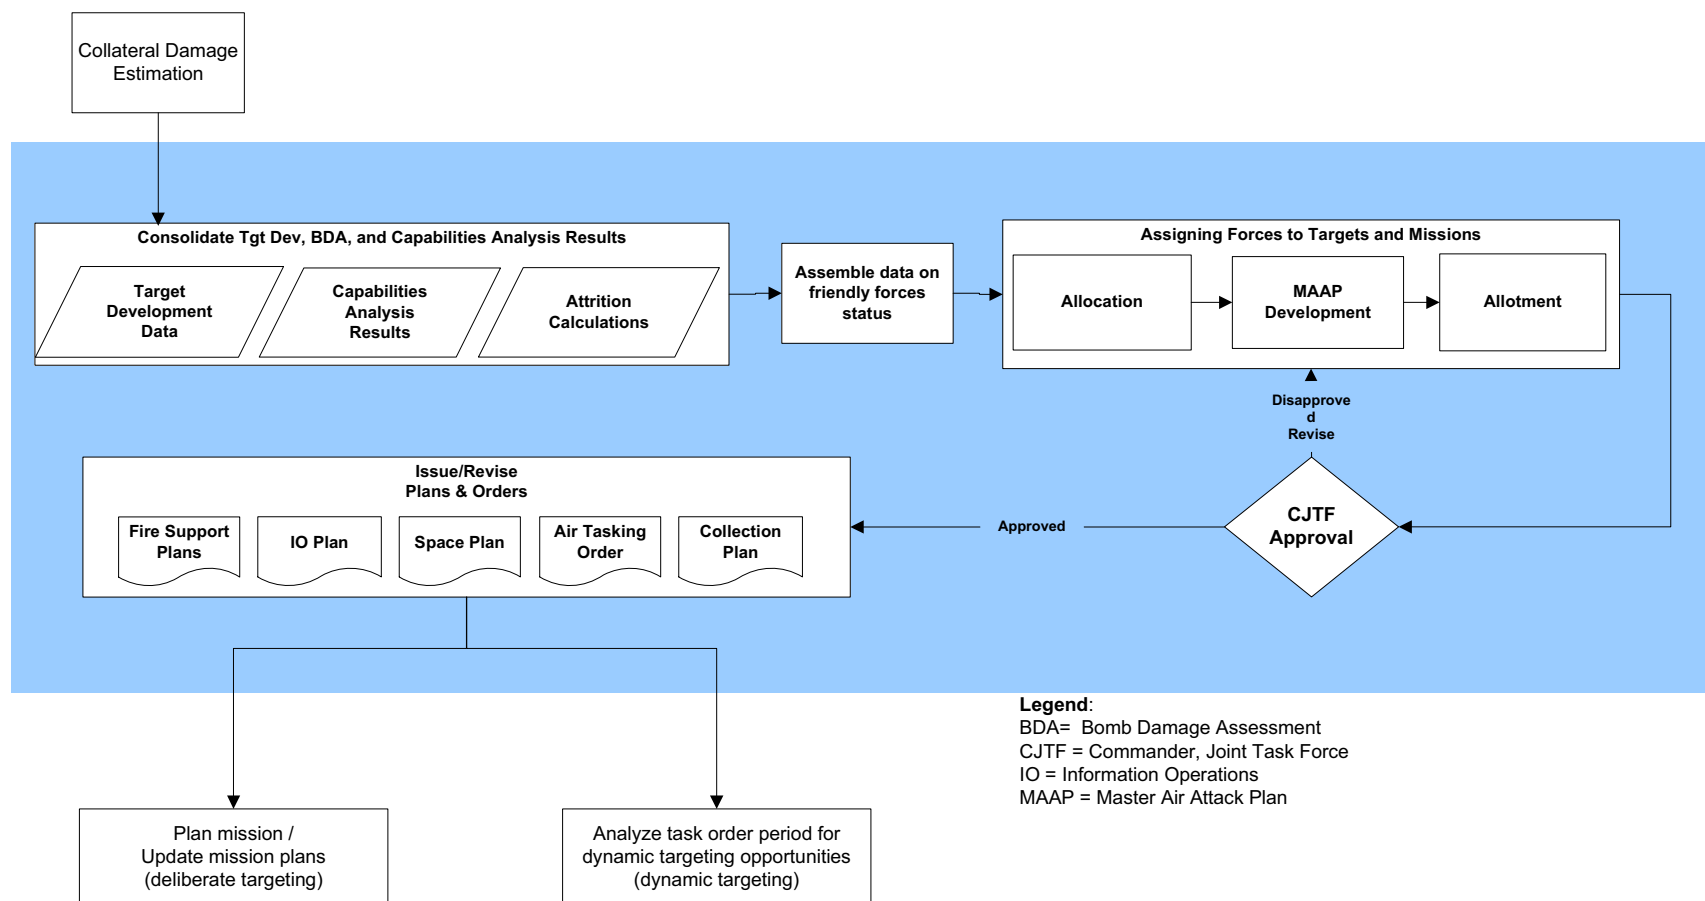 Collateral Damage
Estimation
Consolidate Tgt Dev, BDA, and Capabilities Analysis Results
Target
Development
Data
Capabilities
Analysis
Results
Attrition
Calculations
Assemble data on
friendly forces
status
Assigning Forces to Targets and Missions
Allocation
MAAP
Development
Allotment
Disapprove
d
Revise
CJTF
Approval
Approved
Issue/Revise
Plans & Orders
Fire Support
Plans
IO Plan
Space Plan
Air Tasking
Order
Collection
Plan
Legend:
BDA= Bomb Damage Assessment
CJTF = Commander, Joint Task Force
IO = Information Operations
MAAP = Master Air Attack Plan
Plan mission /
Update mission plans
(deliberate targeting)
Analyze task order period for
dynamic targeting opportunities
(dynamic targeting)